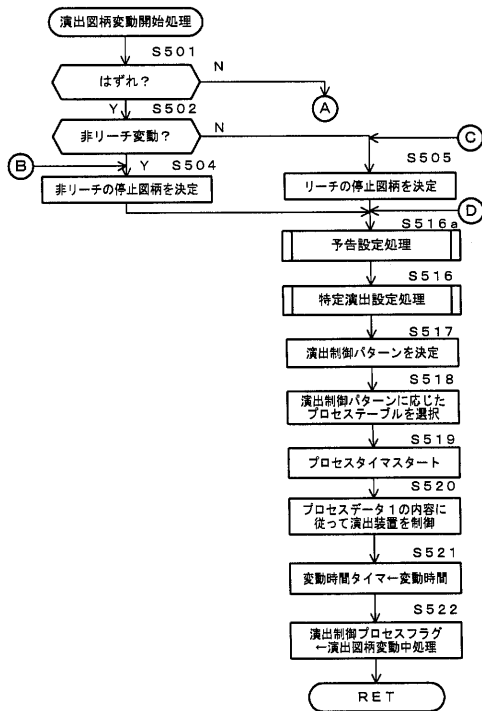 演出図柄変動開始処理
S501
はずれ?
N
A
Y
S502
非リーチ変動?
N
C
B
Y
S504
S505
非リーチの停止図柄を決定
リーチの停止図柄を決定
D
S516a
予告設定処理
S516
特定演出設定処理
S517
演出制御パターンを決定
S518
演出制御パターンに応じた
プロセステーブルを選択
S519
プロセスタイマスタート
S520
プロセスデータ1の内容に
従って演出装置を制御
S521
変動時間タイマ←変動時間
S522
演出制御プロセスフラグ
←演出図柄変動中処理
RET